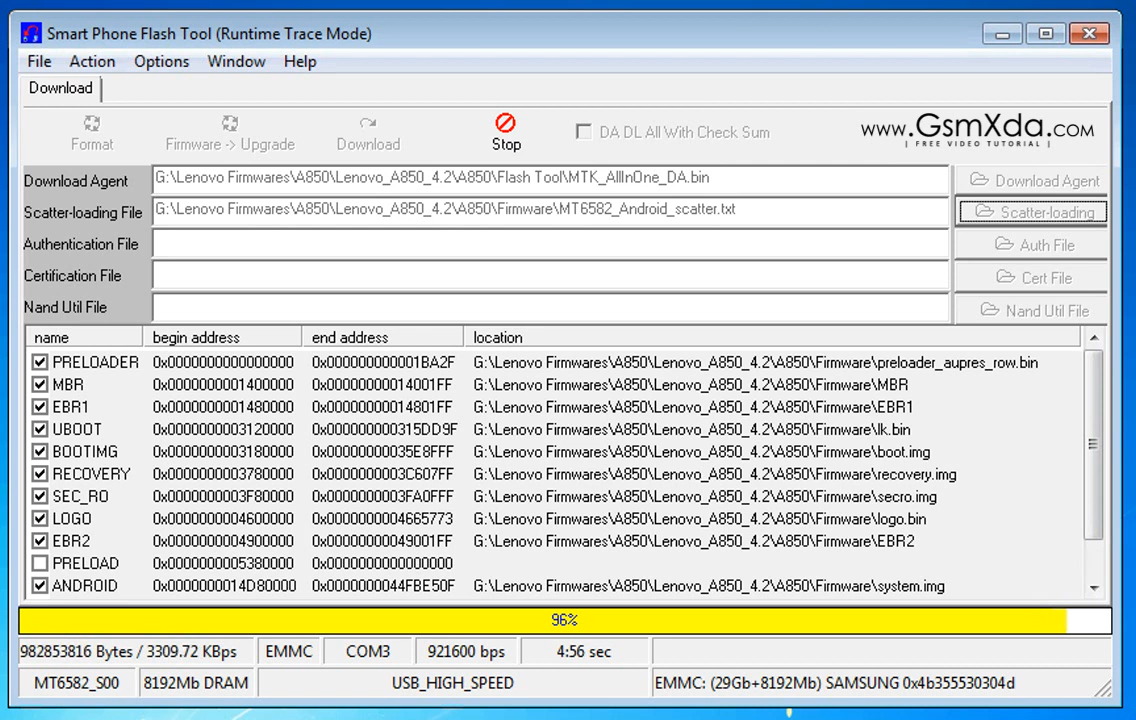 Smart Phone Flash Tool (Runtime Trace Mode)
File Action Options Window Help
Download
Format Firmware -> Upgrade Download Stop DA DL All With Check Sum www.GsmXda.com
| FREE VIDEO TUTORIAL |
Download Agent G:\Lenovo Firmwares\A850\Lenovo_A850_4.2\A850\Flash Tool\MTK_AllInOne_DA.bin Download Agent
Scatter-loading File G:\Lenovo Firmwares\A850\Lenovo_A850_4.2\A850\Firmware\MT6582_Android_scatter.txt Scatter-loading
Authentication File Auth File
Certification File Cert File
Nand Util File Nand Util File
name begin address end address location
PRELOADER 0x0000000000000000 0x000000000001BA2F G:\Lenovo Firmwares\A850\Lenovo_A850_4.2\A850\Firmware\preloader_aupres_row.bin
MBR 0x0000000001400000 0x00000000014001FF G:\Lenovo Firmwares\A850\Lenovo_A850_4.2\A850\Firmware\MBR
EBR1 0x0000000001480000 0x00000000014801FF G:\Lenovo Firmwares\A850\Lenovo_A850_4.2\A850\Firmware\EBR1
UBOOT 0x0000000003120000 0x000000000315DD9F G:\Lenovo Firmwares\A850\Lenovo_A850_4.2\A850\Firmware\lk.bin
BOOTIMG 0x0000000003180000 0x00000000035E8FFF G:\Lenovo Firmwares\A850\Lenovo_A850_4.2\A850\Firmware\boot.img
RECOVERY 0x0000000003780000 0x0000000003C607FF G:\Lenovo Firmwares\A850\Lenovo_A850_4.2\A850\Firmware\recovery.img
SEC_RO 0x0000000003F80000 0x0000000003FA0FFF G:\Lenovo Firmwares\A850\Lenovo_A850_4.2\A850\Firmware\secro.img
LOGO 0x0000000004600000 0x0000000004665773 G:\Lenovo Firmwares\A850\Lenovo_A850_4.2\A850\Firmware\logo.bin
EBR2 0x0000000004900000 0x00000000049001FF G:\Lenovo Firmwares\A850\Lenovo_A850_4.2\A850\Firmware\EBR2
PRELOAD 0x0000000005380000 0x0000000000000000
ANDROID 0x0000000014D80000 0x0000000044FBE50F G:\Lenovo Firmwares\A850\Lenovo_A850_4.2\A850\Firmware\system.img
96%
982853816 Bytes / 3309.72 KBps EMMC COM3 921600 bps 4:56 sec
MT6582_S00 8192Mb DRAM USB_HIGH_SPEED EMMC: (29Gb+8192Mb) SAMSUNG 0x4b355530304d